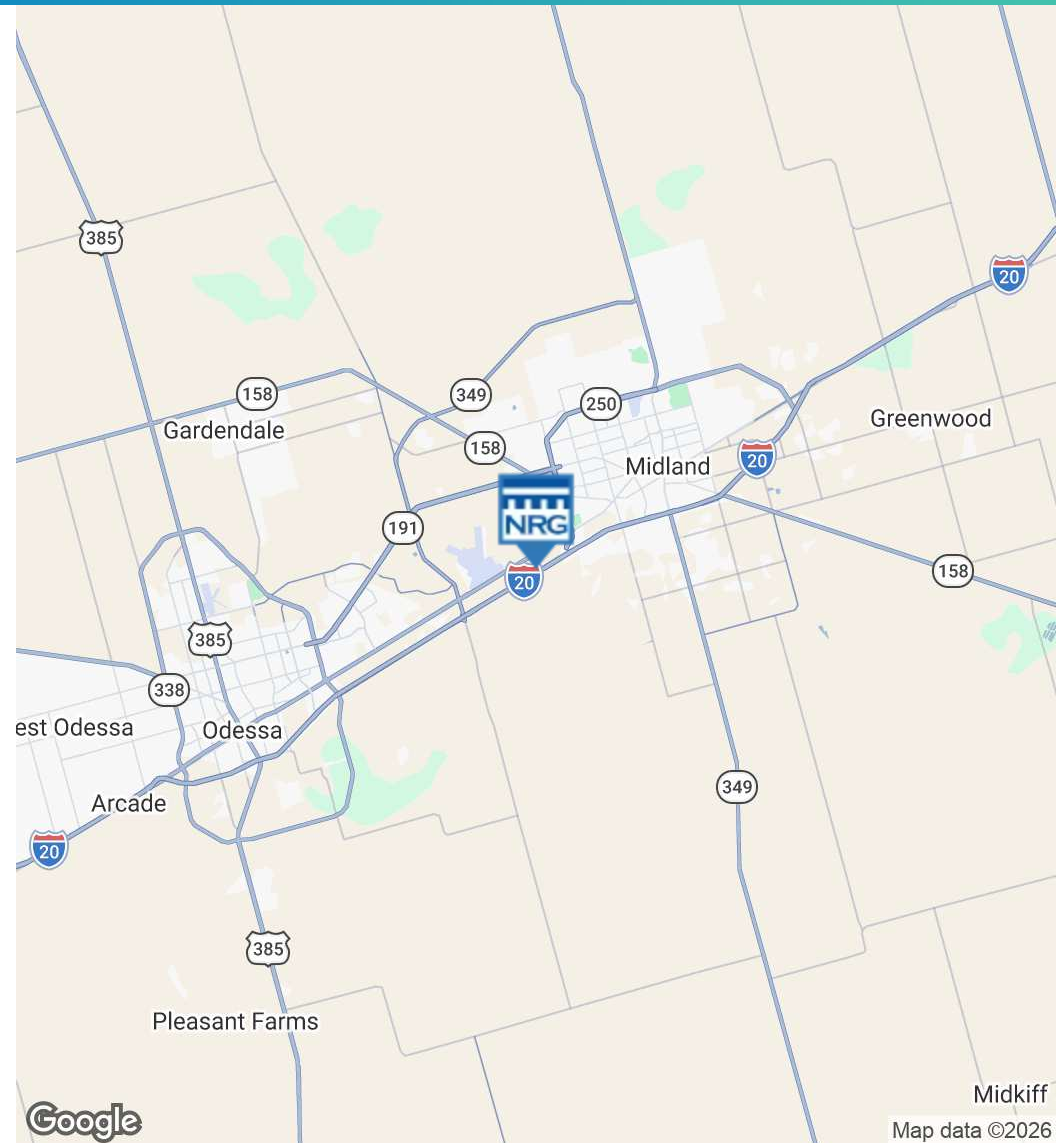 385
20
158
349
250
Greenwood
Gardendale
158
Midland
20
NRG
191
20
158
385
338
est Odessa
Odessa
349
Arcade
20
385
Pleasant Farms
Midkiff
Google
Map data ©2026